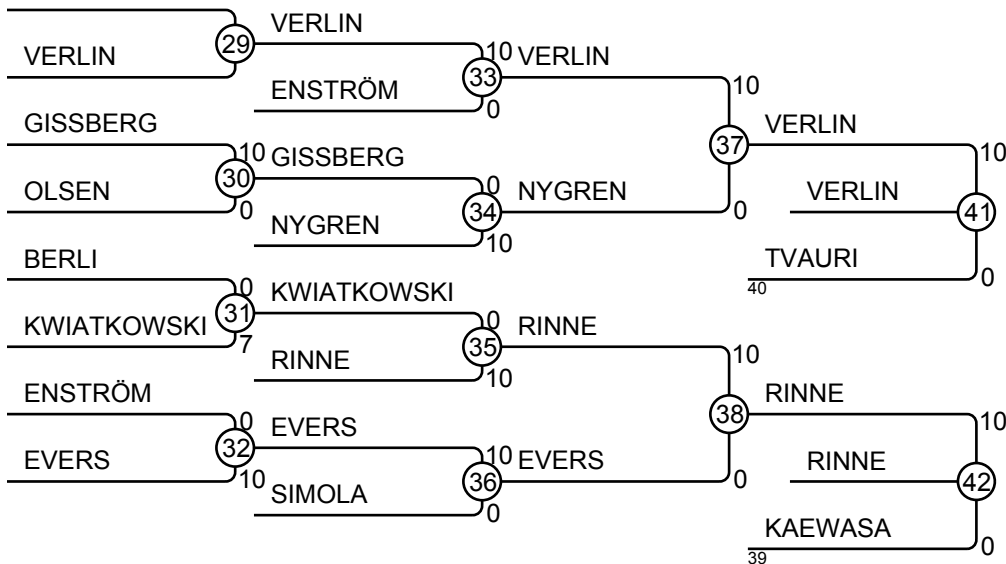 VERLIN
29
VERLIN
10
VERLIN
ENSTRÖM
33
0
10
GISSBERG
VERLIN
10
GISSBERG
37
10
OLSEN
30
0
0
NYGREN
VERLIN
41
NYGREN
34
10
0
BERLI
TVAURI
0
40
0
KWIATKOWSKI
31
0
RINNE
KWIATKOWSKI
7
RINNE
35
10
10
ENSTRÖM
RINNE
0
EVERS
38
10
EVERS
32
10
10
EVERS
RINNE
SIMOLA
36
0
0
42
KAEWASA
39
0